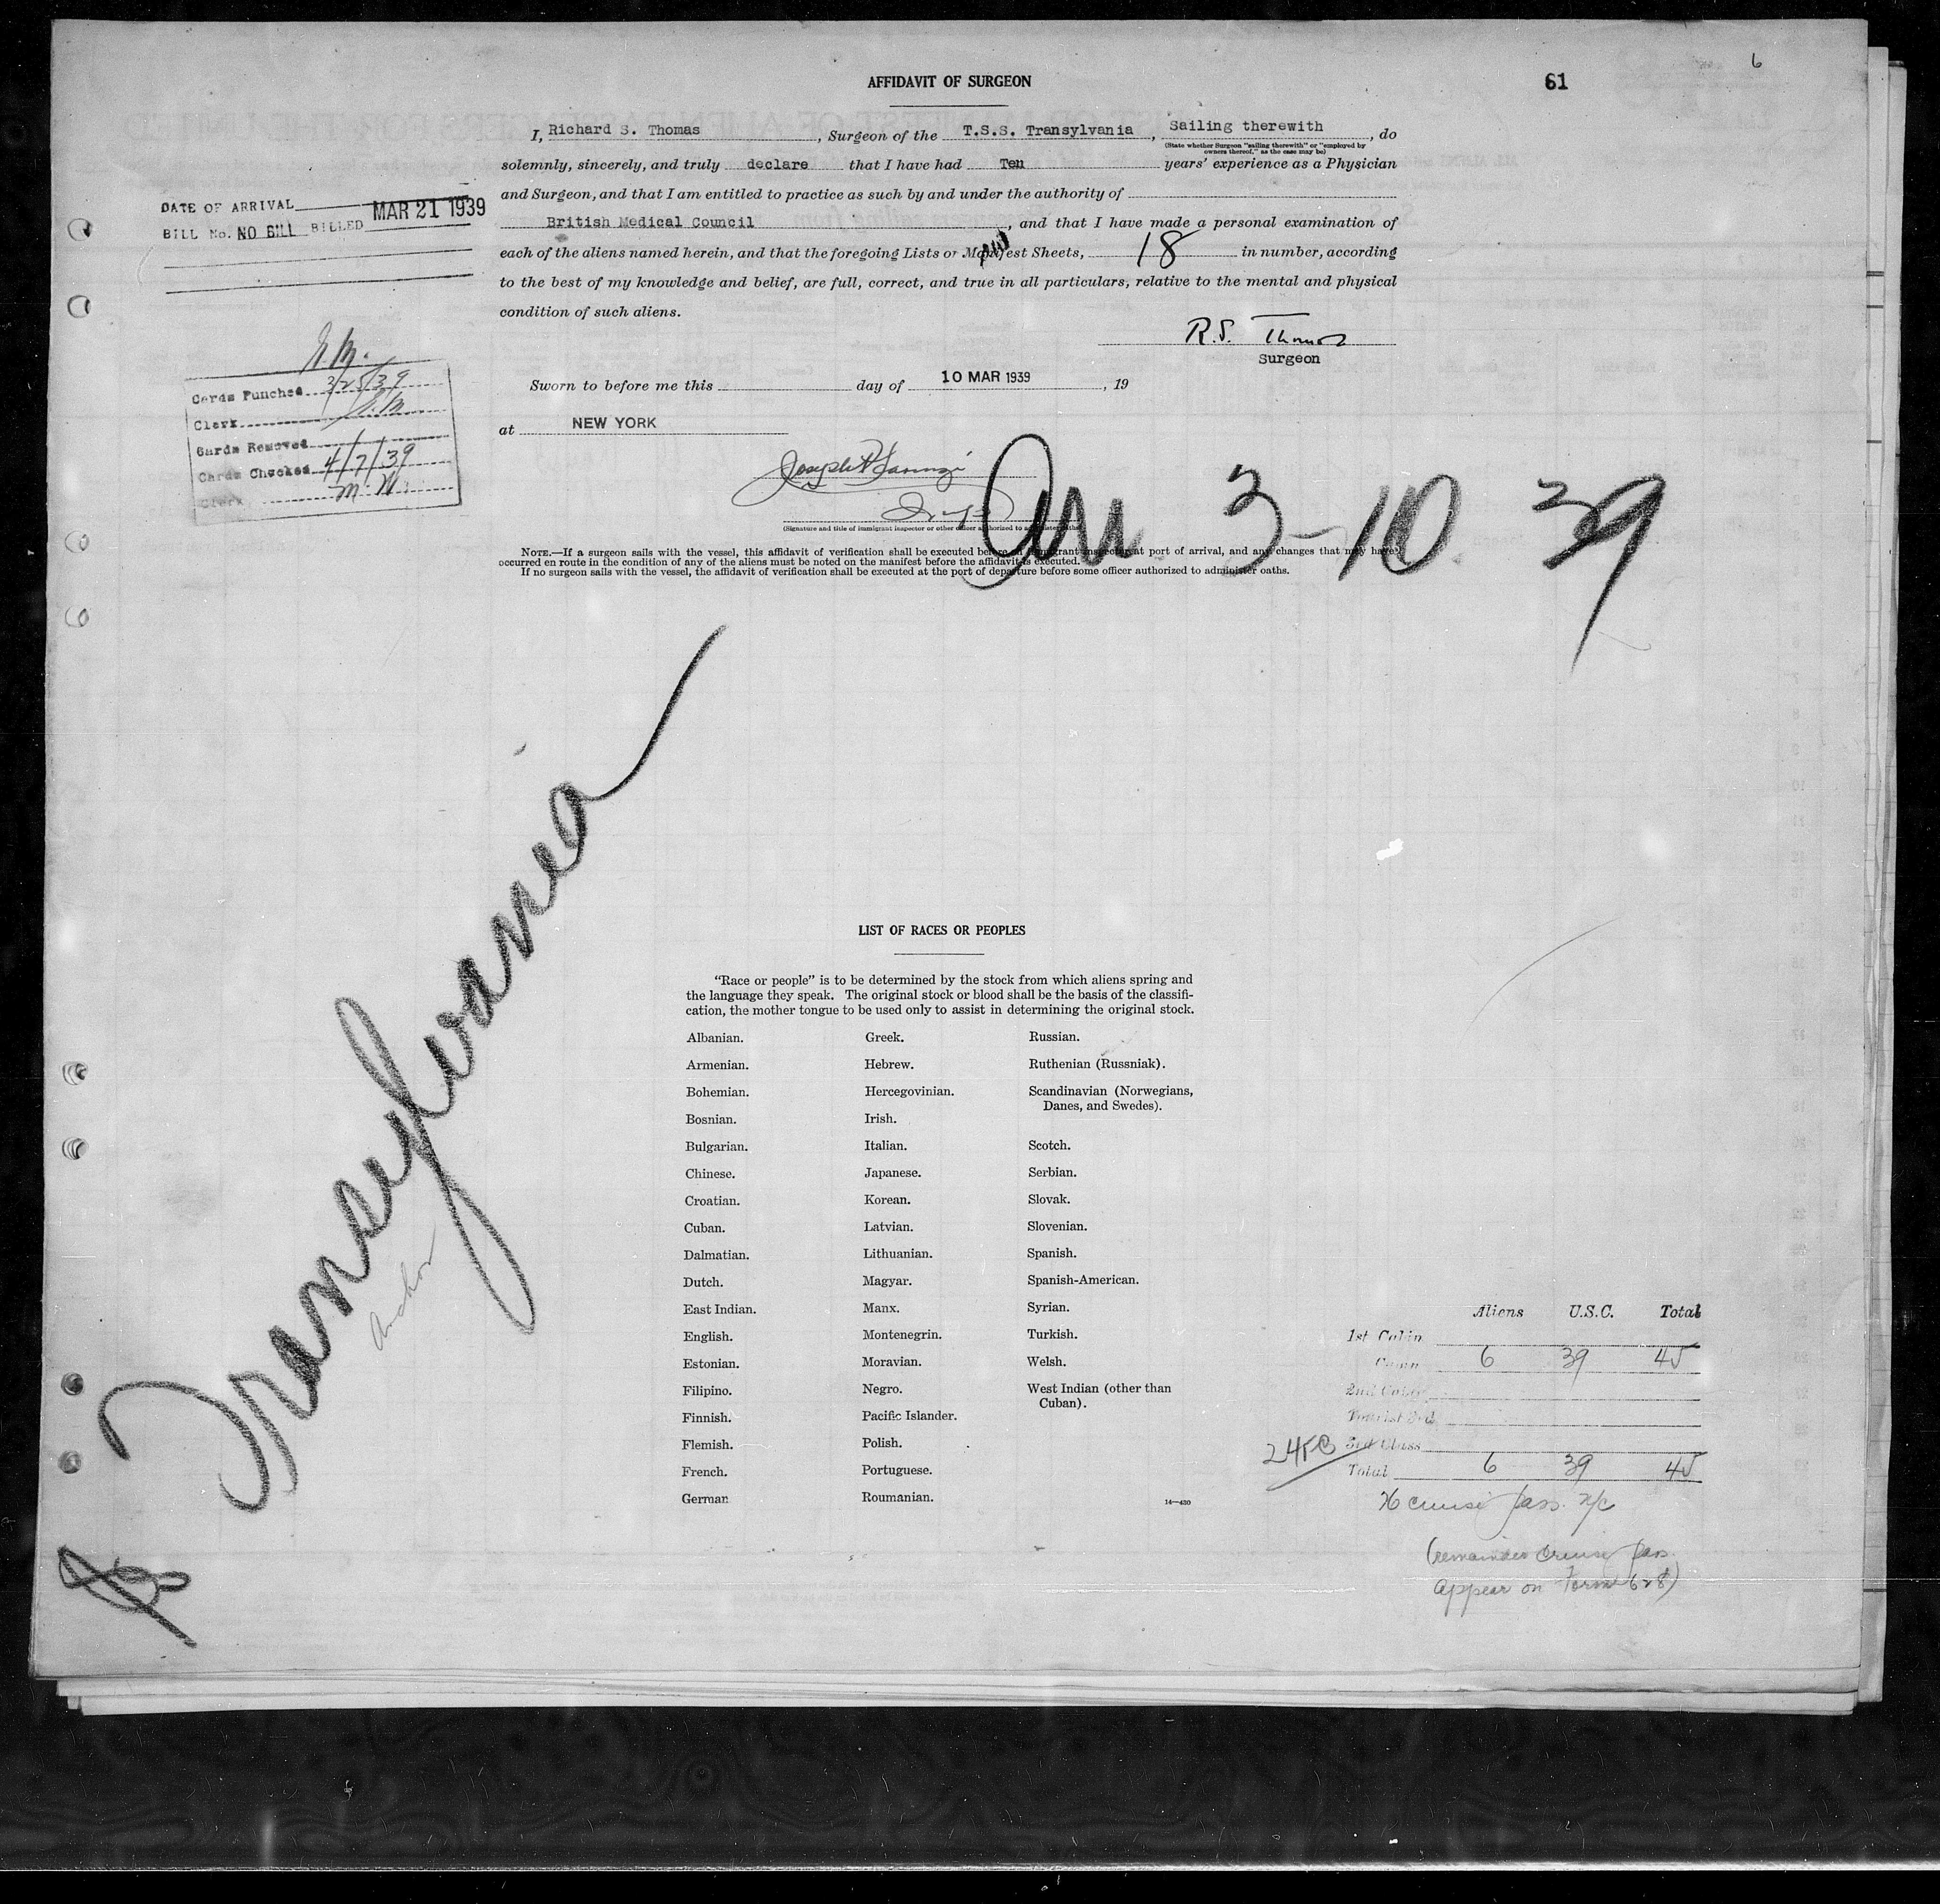 AFFIDAVIT OF SURGEON
61
6
I, Richard S. Thomas, Surgeon of the T.S.S. Transylvania, Sailing therewith, do
(State whether Surgeon "sailing therewith" or "employed by owners thereof," as the case may be)
solemnly, sincerely, and truly declare that I have had Ten years' experience as a Physician
and Surgeon, and that I am entitled to practice as such by and under the authority of
British Medical Council, and that I have made a personal examination of
each of the aliens named herein, and that the foregoing Lists or Manifest Sheets, 18 in number, according
to the best of my knowledge and belief, are full, correct, and true in all particulars, relative to the mental and physical
condition of such aliens.
R.S. Thomas
Surgeon
Sworn to before me this day of 10 MAR 1939, 19
at NEW YORK
(Signature and title of immigrant inspector or other officer authorized to administer oaths)
NOTE.—If a surgeon sails with the vessel, this affidavit of verification shall be executed before an immigrant inspector at port of arrival, and any changes that may have
occurred en route in the condition of any of the aliens must be noted on the manifest before the affidavit is executed.
If no surgeon sails with the vessel, the affidavit of verification shall be executed at the port of departure before some officer authorized to administer oaths.
DATE OF ARRIVAL
BILL No. NO BILL BILLED MAR 21 1939
Cards Punched 3/25/39
Clerk
Cards Removed
Cards Checked 4/7/39
Clerk
3-10 39
Transylvania
Anchor
LIST OF RACES OR PEOPLES
"Race or people" is to be determined by the stock from which aliens spring and
the language they speak. The original stock or blood shall be the basis of the classifi-
cation, the mother tongue to be used only to assist in determining the original stock.
Albanian.
Armenian.
Bohemian.
Bosnian.
Bulgarian.
Chinese.
Croatian.
Cuban.
Dalmatian.
Dutch.
East Indian.
English.
Estonian.
Filipino.
Finnish.
Flemish.
French.
German
Greek.
Hebrew.
Hercegovinian.
Irish.
Italian.
Japanese.
Korean.
Latvian.
Lithuanian.
Magyar.
Manx.
Montenegrin.
Moravian.
Negro.
Pacific Islander.
Polish.
Portuguese.
Roumanian.
Russian.
Ruthenian (Russniak).
Scandinavian (Norwegians,
Danes, and Swedes).
Scotch.
Serbian.
Slovak.
Slovenian.
Spanish.
Spanish-American.
Syrian.
Turkish.
Welsh.
West Indian (other than
Cuban).
14—430
Aliens U.S.C. Total
1st Cabin
Cabin 6 39 45
2nd Cabin
Tourist 3rd
3rd Class
Total 6 39 45
cruise pass.
(remainder cruise pass.
appear on Form 628)